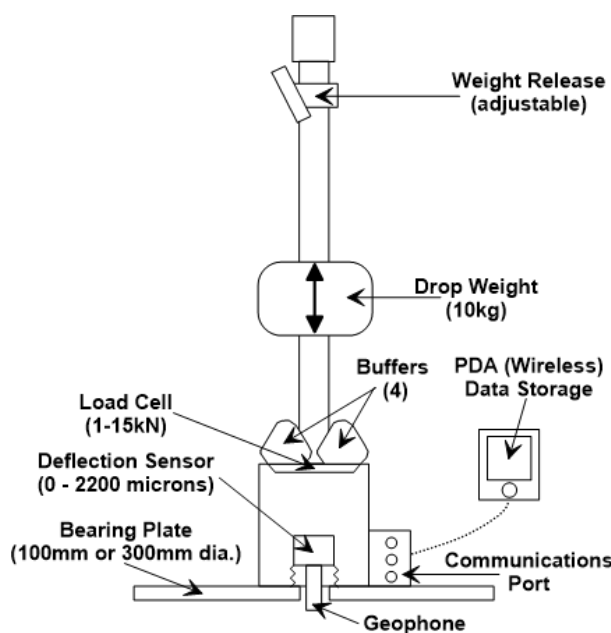 Weight Release
(adjustable)
Drop Weight
(10kg)
Buffers
(4)
PDA (Wireless)
Data Storage
Load Cell
(1-15kN)
Deflection Sensor
(0 - 2200 microns)
Bearing Plate
(100mm or 300mm dia.)
Communications
Port
Geophone